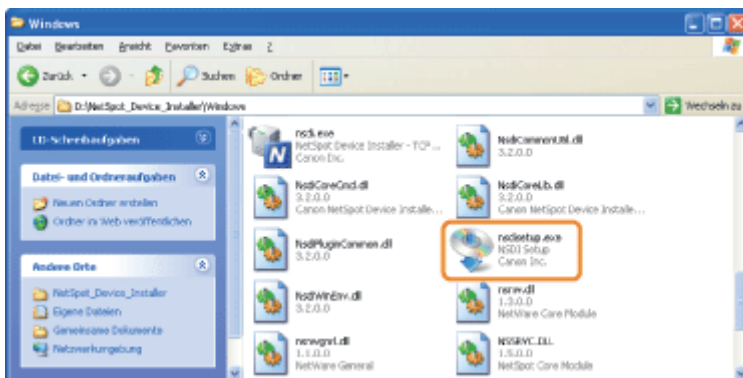 Windows
Datei Bearbeiten Ansicht Favoriten Extras ?
Zurück Suchen Ordner
Adresse D:\NetSpot_Device_Installer\Windows Wechseln zu
CD-Schreibaufgaben
Datei- und Ordneraufgaben
Neuen Ordner erstellen
Ordner im Web veröffentlichen
Andere Orte
NetSpot_Device_Installer
Eigene Dateien
Gemeinsame Dokumente
Netzwerkumgebung
nsdi.exe
NetSpot Device Installer - TCP...
Canon Inc.
NsdiCommonUtil.dll
3.2.0.0
NsdiCoreCmd.dll
3.2.0.0
Canon NetSpot Device Installe...
NsdiCoreLib.dll
3.2.0.0
Canon NetSpot Device Installe...
NsdiPluginCommon.dll
3.2.0.0
nsdisetup.exe
NSDI Setup
Canon Inc.
NsdiWinEnv.dll
3.2.0.0
nsnw.dll
1.3.0.0
NetWare Core Module
1.1.0.0
NetWare General
NSSRVC.DLL
1.5.0.0
NetSpot Core Module